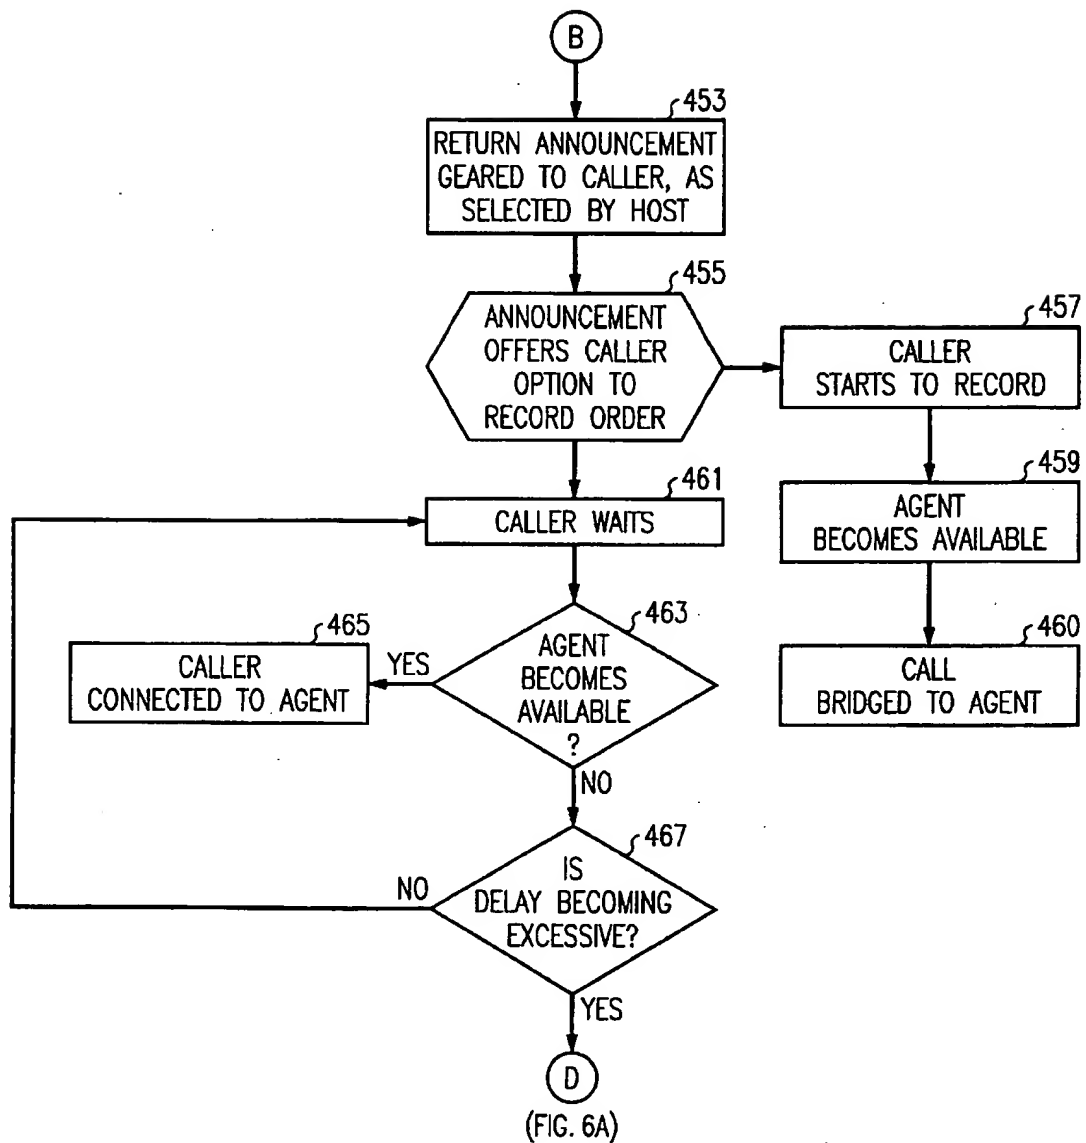 B
453
RETURN ANNOUNCEMENT
GEARED TO CALLER, AS
SELECTED BY HOST
455
ANNOUNCEMENT
OFFERS CALLER
OPTION TO
RECORD ORDER
457
CALLER
STARTS TO RECORD
459
AGENT
BECOMES AVAILABLE
460
CALL
BRIDGED TO AGENT
461
CALLER WAITS
463
AGENT
BECOMES
AVAILABLE
?
YES
465
CALLER
CONNECTED TO AGENT
NO
467
IS
DELAY BECOMING
EXCESSIVE?
NO
YES
D
(FIG. 6A)